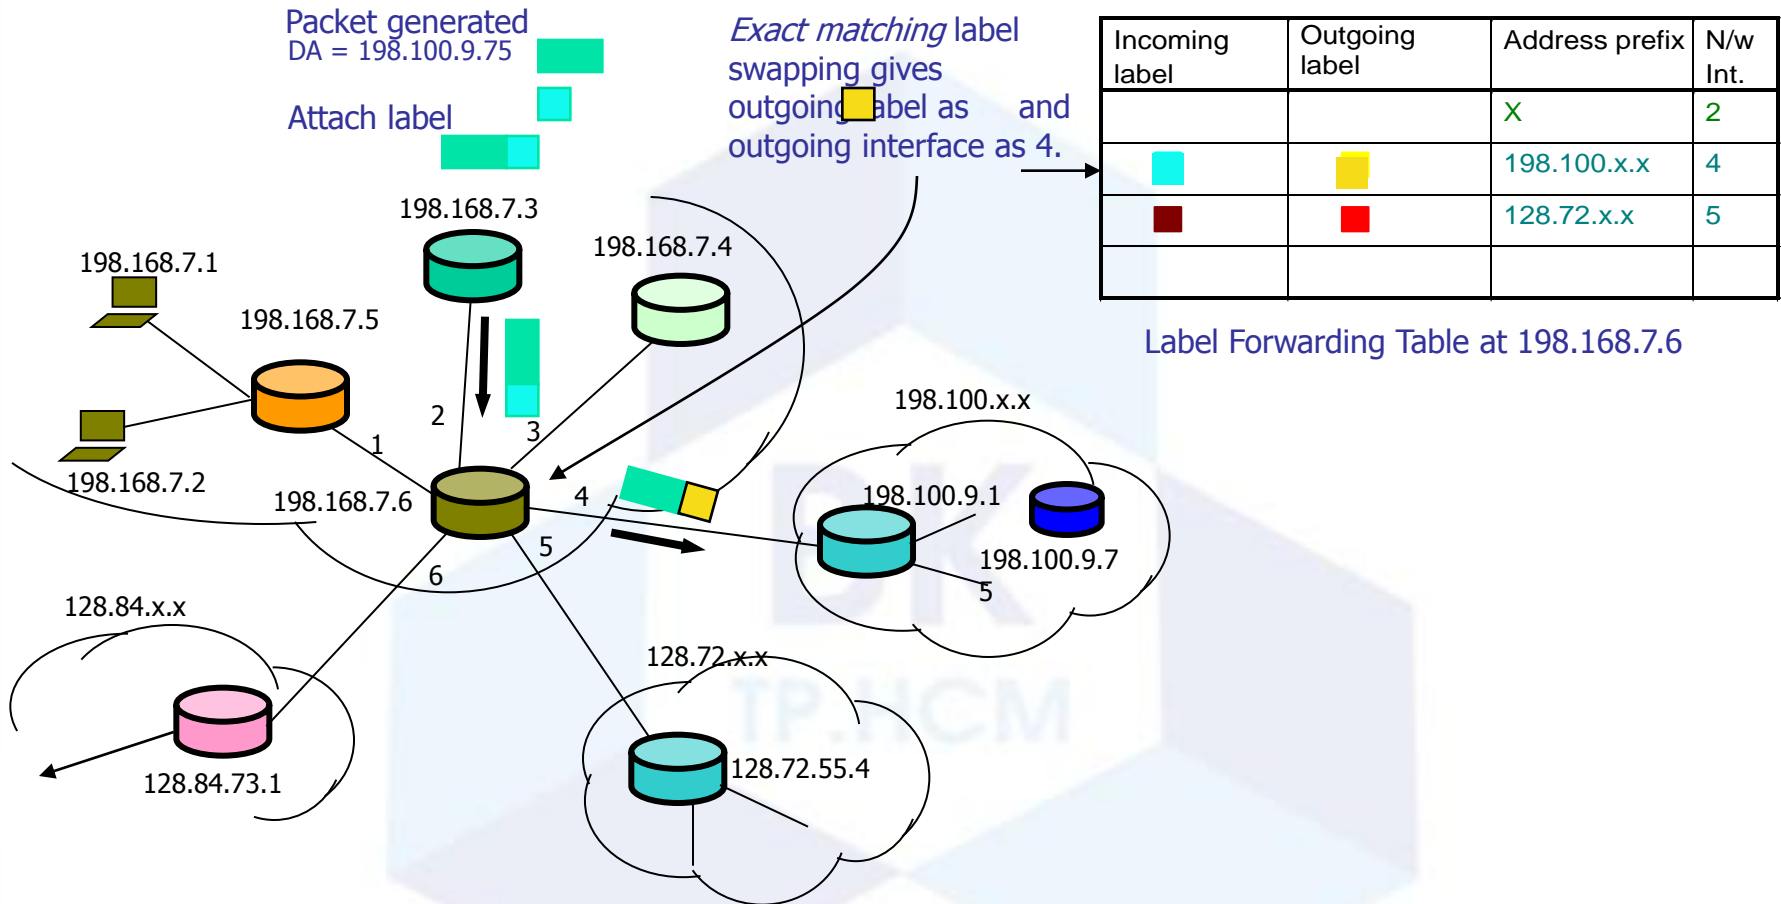 Packet generated
DA = 198.100.9.75
Attach label
Exact matching label
swapping gives
outgoing label as and
outgoing interface as 4.
Incoming label
Outgoing label
Address prefix
N/w Int.
X
2
198.100.x.x
4
128.72.x.x
5
Label Forwarding Table at 198.168.7.6
198.168.7.3
198.168.7.4
198.168.7.1
198.168.7.5
198.168.7.2
198.168.7.6
1
2
3
4
5
6
198.100.x.x
198.100.9.1
198.100.9.7
5
128.84.x.x
128.84.73.1
128.72.x.x
128.72.55.4
BK
TP.HCM